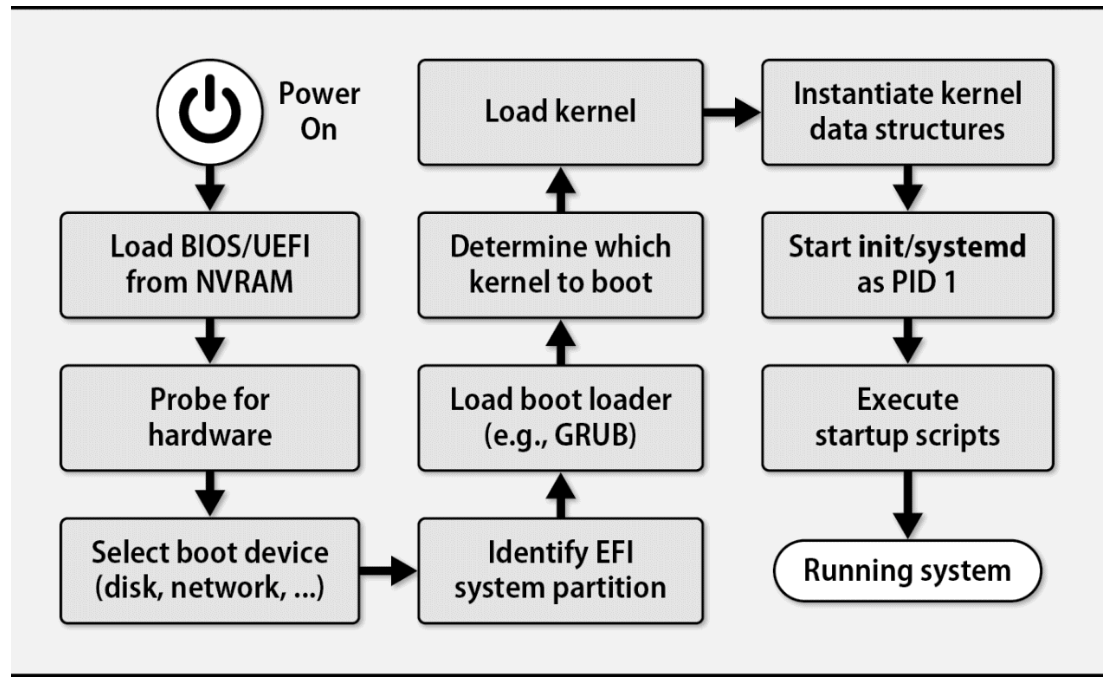 Power
On
Load BIOS/UEFI
from NVRAM
Probe for
hardware
Select boot device
(disk, network, ...)
Identify EFI
system partition
Load boot loader
(e.g., GRUB)
Determine which
kernel to boot
Load kernel
Instantiate kernel
data structures
Start init/systemd
as PID 1
Execute
startup scripts
Running system